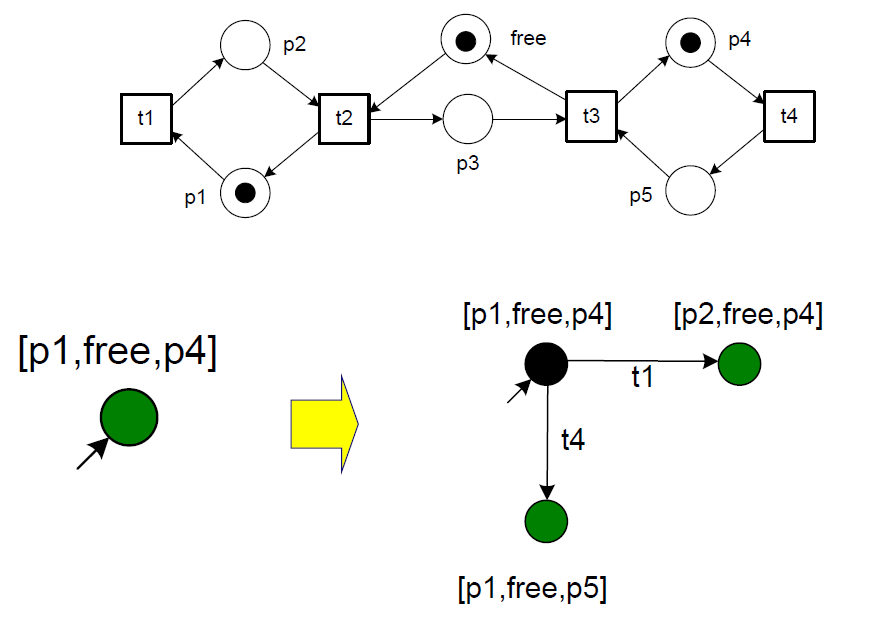 p2
free
p4
t1
t2
t3
t4
p3
p1
p5
[p1,free,p4]
[p1,free,p4]
[p2,free,p4]
t1
t4
[p1,free,p5]